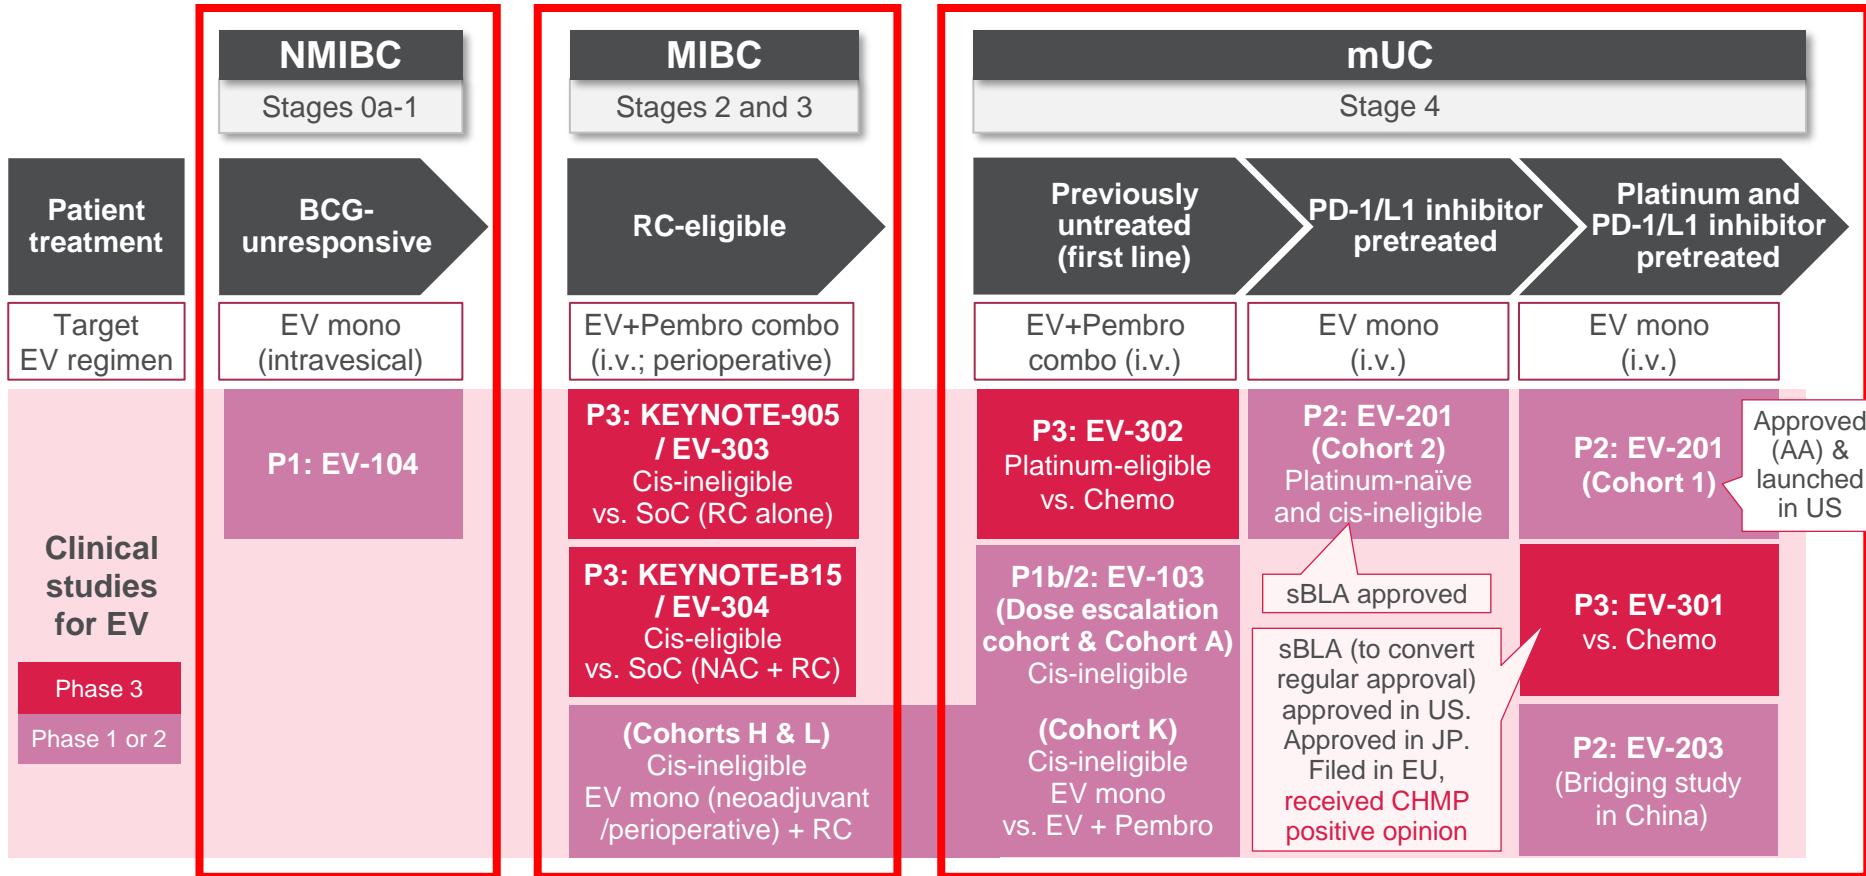 NMIBC
Stages 0a-1
MIBC
Stages 2 and 3
mUC
Stage 4
Patient
treatment
BCG-
unresponsive
RC-eligible
Previously
untreated
(first line)
PD-1/L1 inhibitor
pretreated
Platinum and
PD-1/L1 inhibitor
pretreated
Target
EV regimen
EV mono
(intravesical)
EV+Pembro combo
(i.v.; perioperative)
EV+Pembro
combo (i.v.)
EV mono
(i.v.)
EV mono
(i.v.)
Clinical
studies
for EV
Phase 3
Phase 1 or 2
P1: EV-104
P3: KEYNOTE-905
/ EV-303
Cis-ineligible
vs. SoC (RC alone)
P3: KEYNOTE-B15
/ EV-304
Cis-eligible
vs. SoC (NAC + RC)
(Cohorts H & L)
Cis-ineligible
EV mono (neoadjuvant
/perioperative) + RC
P3: EV-302
Platinum-eligible
vs. Chemo
P1b/2: EV-103
(Dose escalation
cohort & Cohort A)
Cis-ineligible
(Cohort K)
Cis-ineligible
EV mono
vs. EV + Pembro
P2: EV-201
(Cohort 2)
Platinum-naïve
and cis-ineligible
sBLA approved
sBLA (to convert
regular approval)
approved in US.
Approved in JP.
Filed in EU,
received CHMP
positive opinion
P2: EV-201
(Cohort 1)
Approved
(AA) &
launched
in US
P3: EV-301
vs. Chemo
P2: EV-203
(Bridging study
in China)